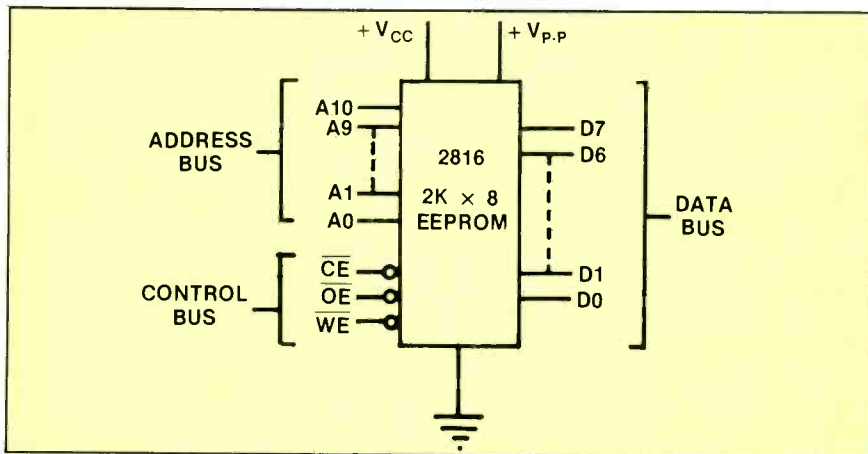 + VCC
+ VP-P
ADDRESS
BUS
A10
A9
A1
A0
CONTROL
BUS
CE
OE
WE
2816
2K × 8
EEPROM
D7
D6
D1
D0
DATA
BUS